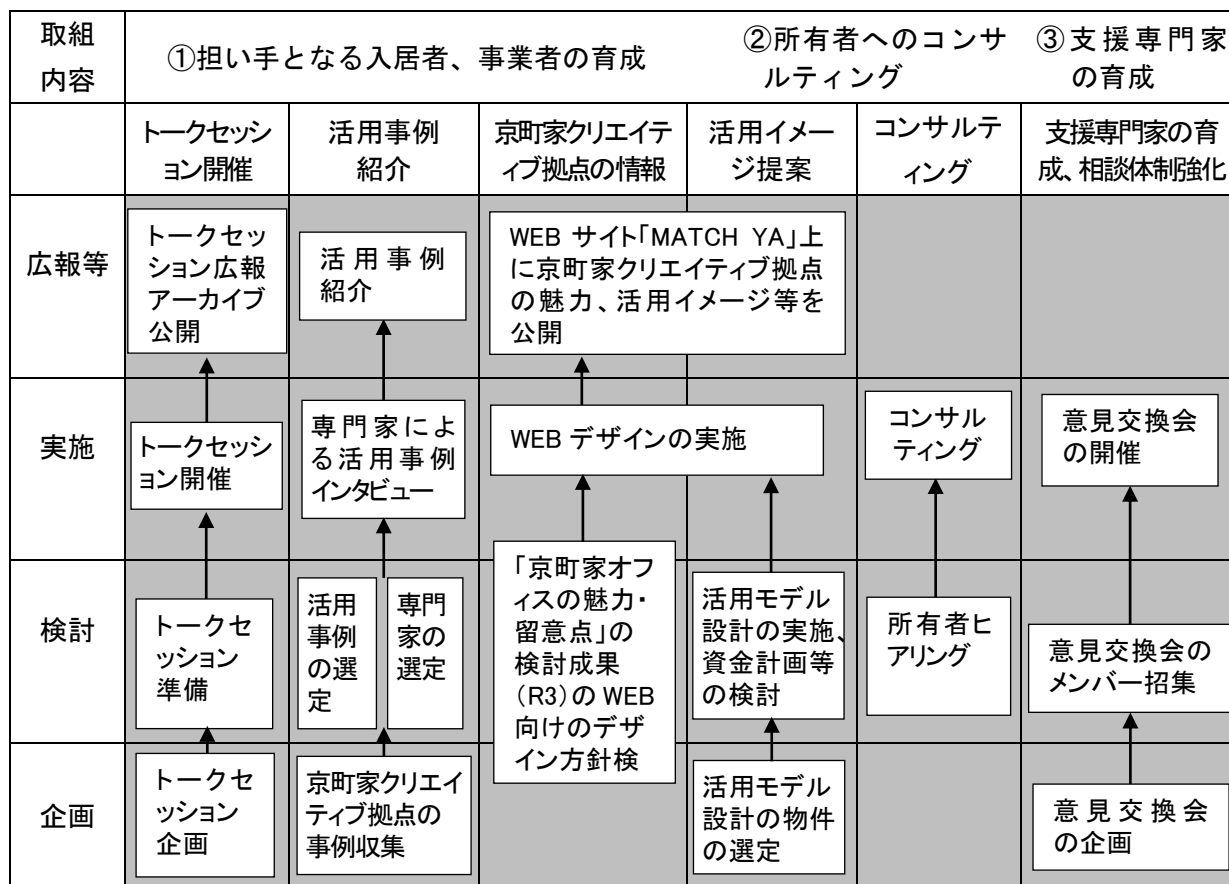 取組
内容
①担い手となる入居者、事業者の育成
②所有者へのコンサ
ルティング
③支援専門家
の育成
トークセッシ
ョン開催
活用事例
紹介
京町家クリエイテ
ィブ拠点の情報
活用イメー
ジ提案
コンサルテ
ィング
支援専門家の育
成、相談体制強化
広報等
トークセッ
ション広報
アーカイブ
公開
活用事例
紹介
WEB サイト「MATCH YA」上
に京町家クリエイティブ拠点
の魅力、活用イメージ等を
公開
実施
トークセッシ
ョン開催
専門家によ
る活用事例
インタビュー
WEB デザインの実施
コンサル
ティング
意見交換会
の開催
検討
トークセ
ッション
準備
活用
事例
の選
定
専門
家の
選定
「京町家オフ
ィスの魅力・
留意点」の
検討成果
(R3)の WEB
向けのデザ
イン方針検
活用モデル
設計の実施、
資金計画等
の検討
所有者ヒ
アリング
意見交換会の
メンバー招集
企画
トークセ
ッション
企画
京町家クリエイ
ティブ拠点の
事例収集
活用モデル
設計の物件
の選定
意見交換会
の企画